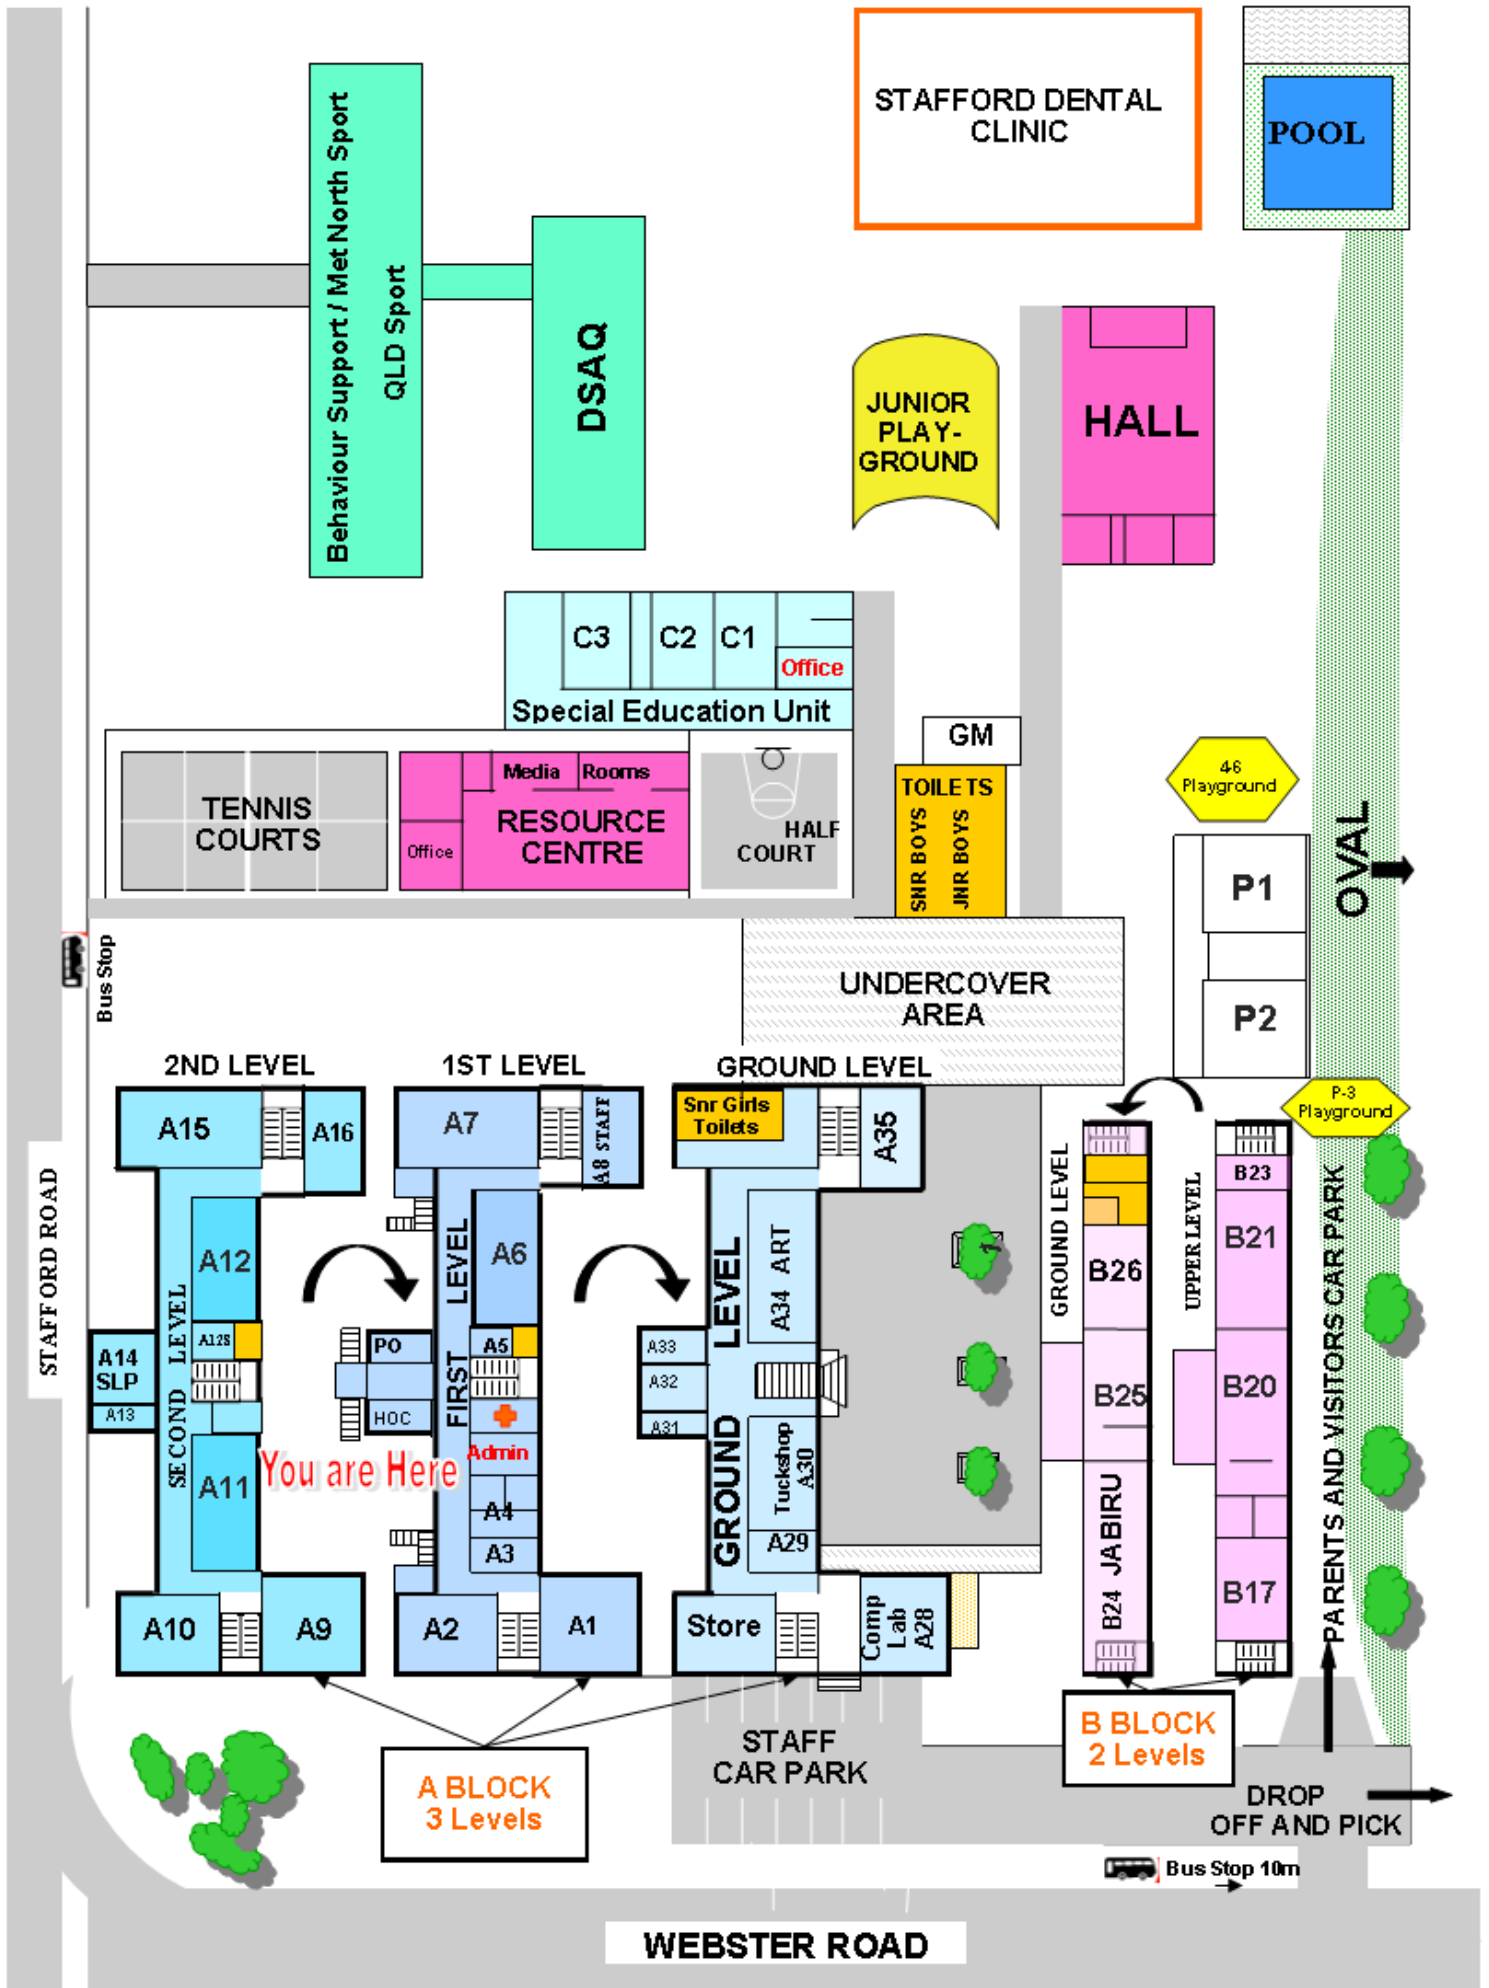 STAFFORD DENTAL
CLINIC
POOL
Behaviour Support / Met North Sport
QLD Sport
DSAQ
JUNIOR
PLAY-
GROUND
HALL
C3
C2
C1
Office
Special Education Unit
GM
TENNIS
COURTS
Media
Rooms
RESOURCE
CENTRE
Office
HALF
COURT
TOILETS
SNR BOYS
JNR BOYS
46
Playground
P1
P2
OVAL
Bus Stop
UNDERCOVER
AREA
2ND LEVEL
1ST LEVEL
GROUND LEVEL
A15
A16
A12
A12S
A14
SLP
A13
SECOND LEVEL
A11
A10
A9
A7
A8 STAFF
A6
A5
PO
HOC
FIRST LEVEL
Admin
You are Here
A4
A3
A2
A1
Snr Girls
Toilets
A35
A34 ART
A33
A32
A31
GROUND LEVEL
Tuckshop
A30
A29
Store
Comp
Lab
A28
GROUND LEVEL
B26
B25
B24 JABIRU
UPPER LEVEL
B23
B21
B20
B17
P-3
Playground
PARENTS AND VISITORS CAR PARK
STAFFORD ROAD
A BLOCK
3 Levels
STAFF
CAR PARK
B BLOCK
2 Levels
DROP
OFF AND PICK
Bus Stop 10m
WEBSTER ROAD